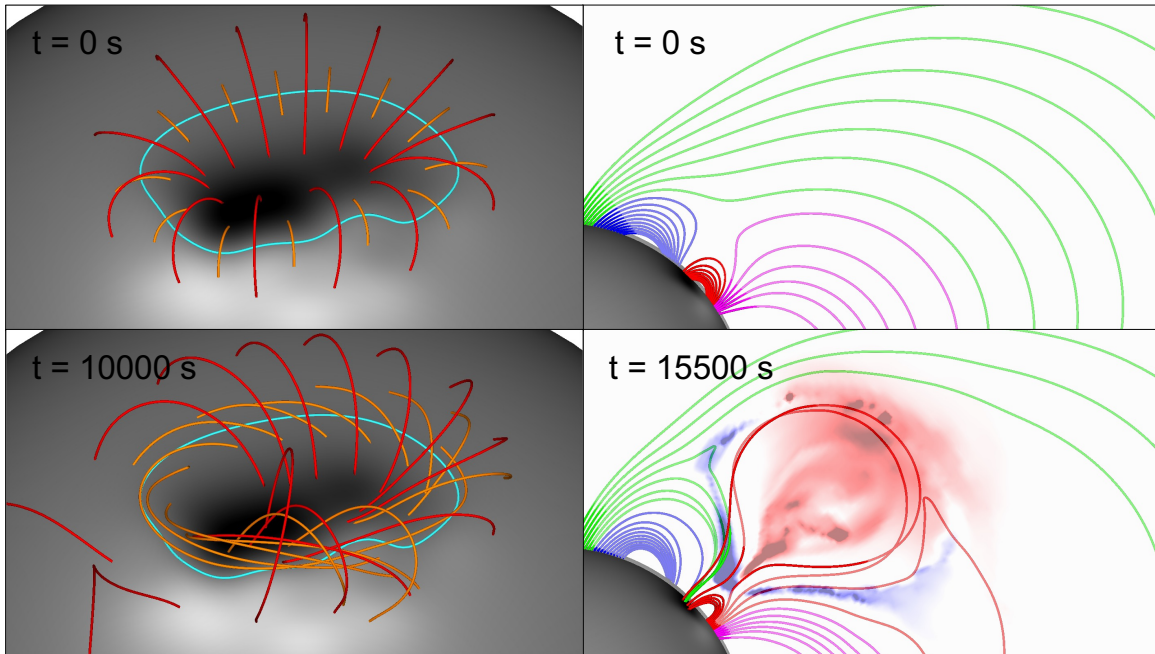 t = 0 s
t = 0 s
t = 10000 s
t = 15500 s